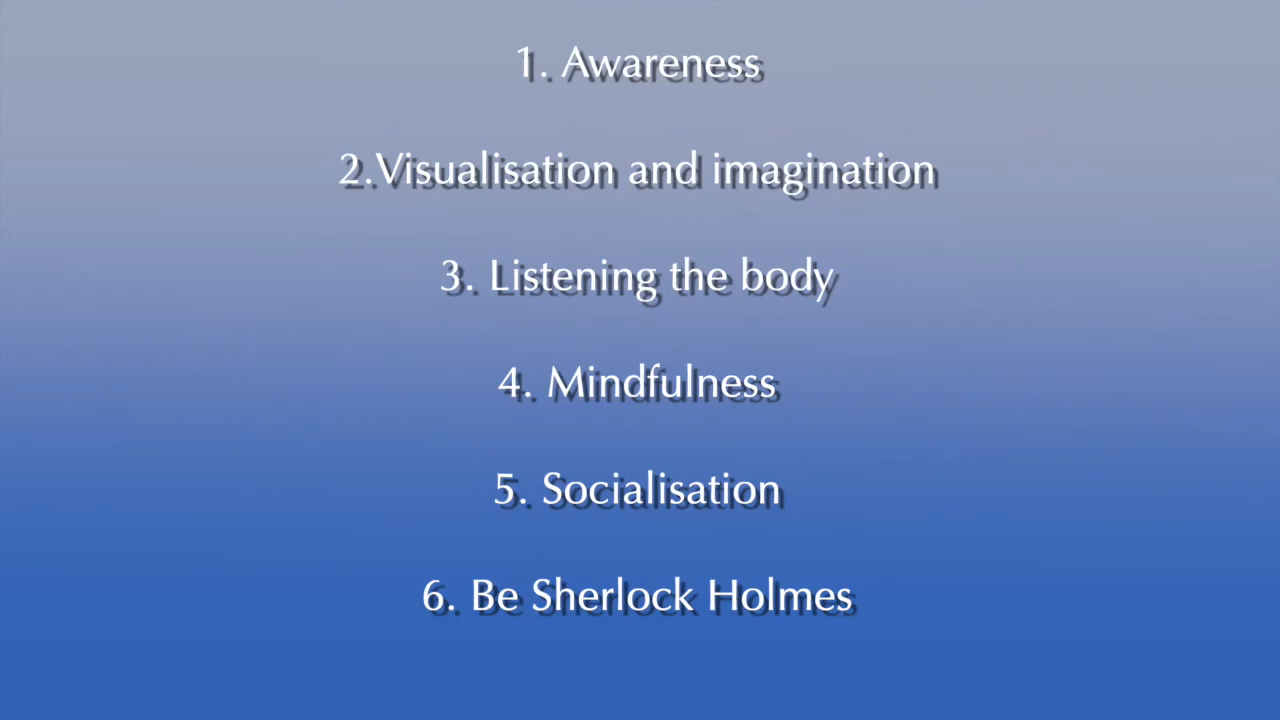 1. Awareness
2.Visualisation and imagination
3. Listening the body
4. Mindfulness
5. Socialisation
6. Be Sherlock Holmes